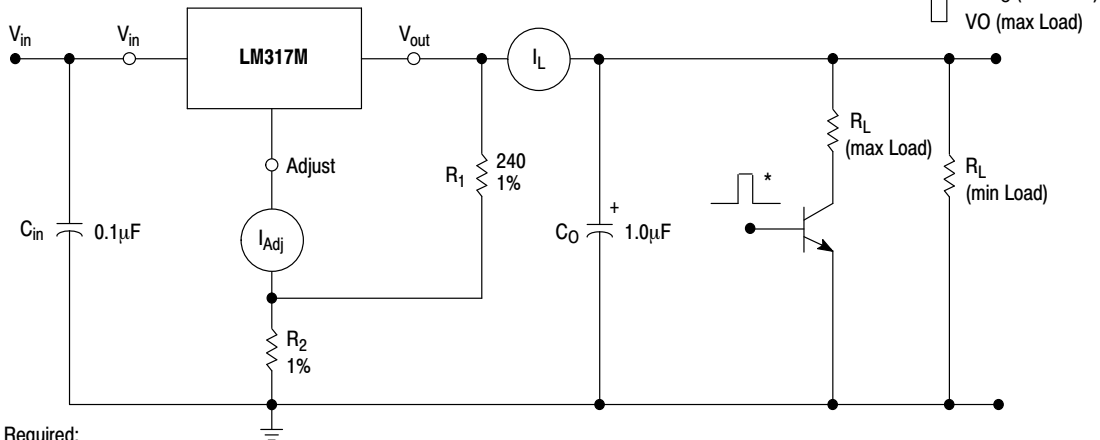 VO (max Load)
Vin
Vin
LM317M
Vout
IL
Adjust
R1
240
1%
RL
(max Load)
RL
(min Load)
*
Cin
0.1μF
IAdj
+
CO
1.0μF
R2
1%
Required: